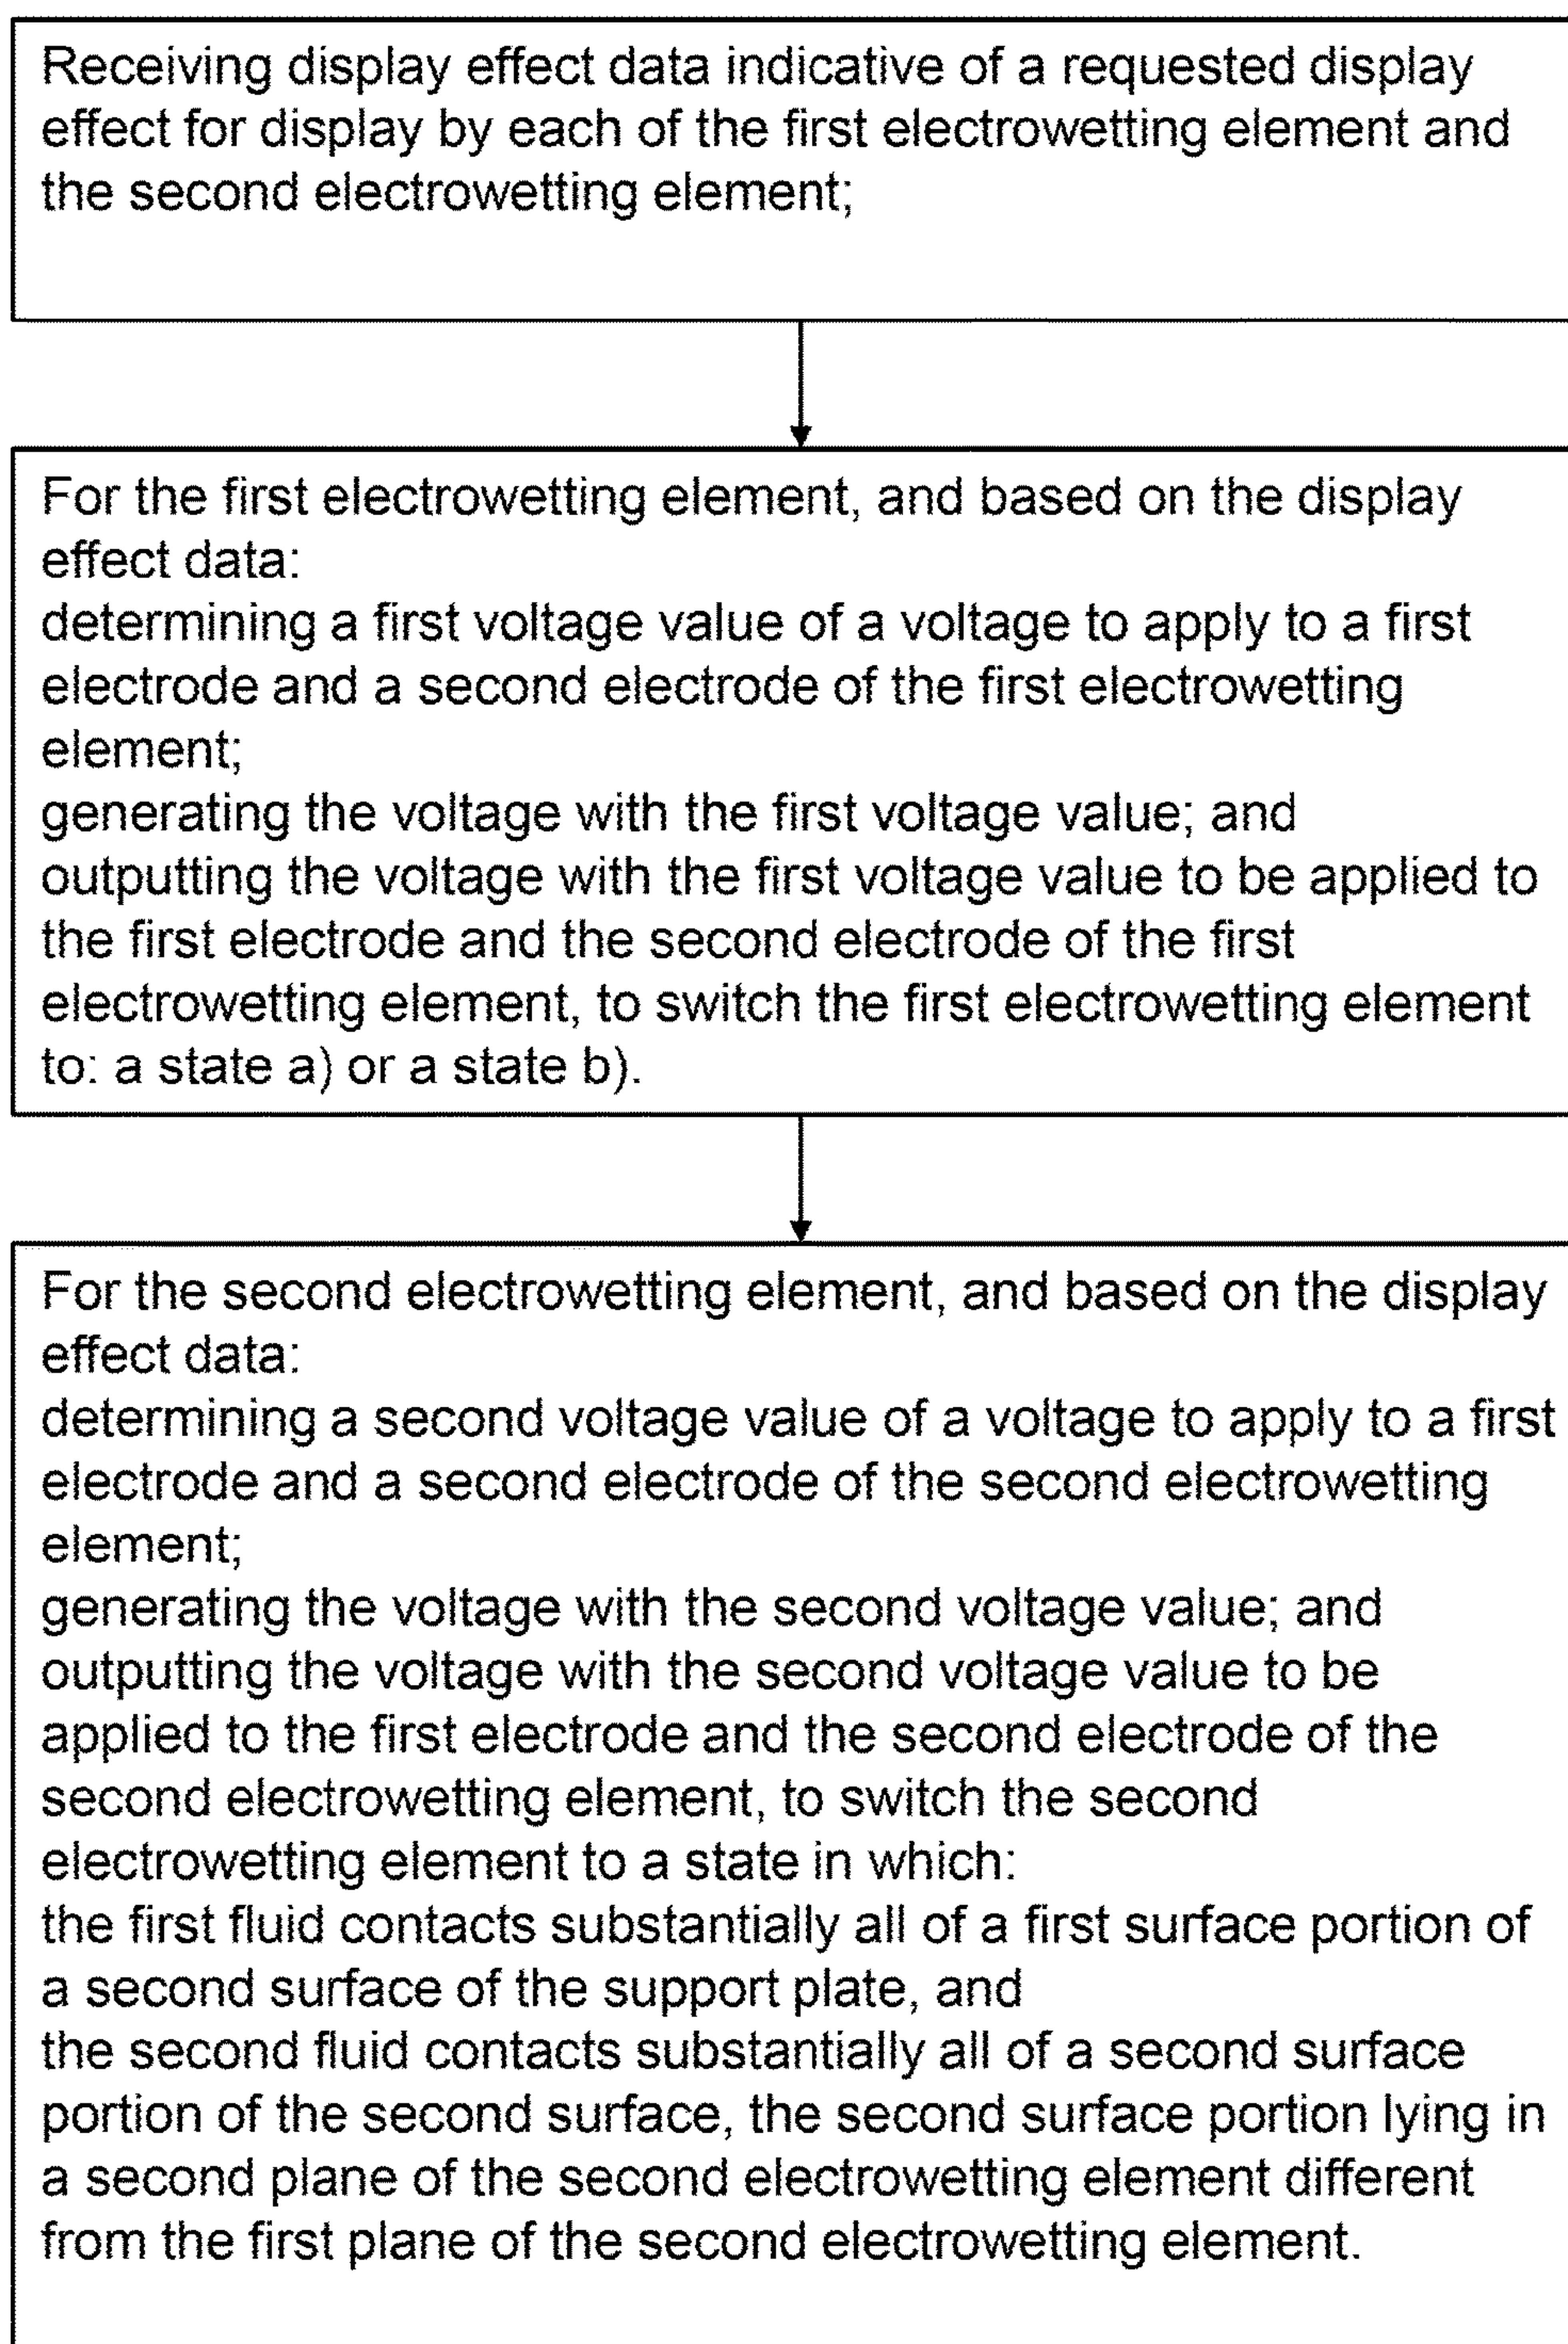 Receiving display effect data indicative of a requested display
effect for display by each of the first electrowetting element and
the second electrowetting element;
For the first electrowetting element, and based on the display
effect data:
determining a first voltage value of a voltage to apply to a first
electrode and a second electrode of the first electrowetting
element;
generating the voltage with the first voltage value; and
outputting the voltage with the first voltage value to be applied to
the first electrode and the second electrode of the first
electrowetting element, to switch the first electrowetting element
to: a state a) or a state b).
For the second electrowetting element, and based on the display
effect data:
determining a second voltage value of a voltage to apply to a first
electrode and a second electrode of the second electrowetting
element;
generating the voltage with the second voltage value; and
outputting the voltage with the second voltage value to be
applied to the first electrode and the second electrode of the
second electrowetting element, to switch the second
electrowetting element to a state in which:
the first fluid contacts substantially all of a first surface portion of
a second surface of the support plate, and
the second fluid contacts substantially all of a second surface
portion of the second surface, the second surface portion lying in
a second plane of the second electrowetting element different
from the first plane of the second electrowetting element.